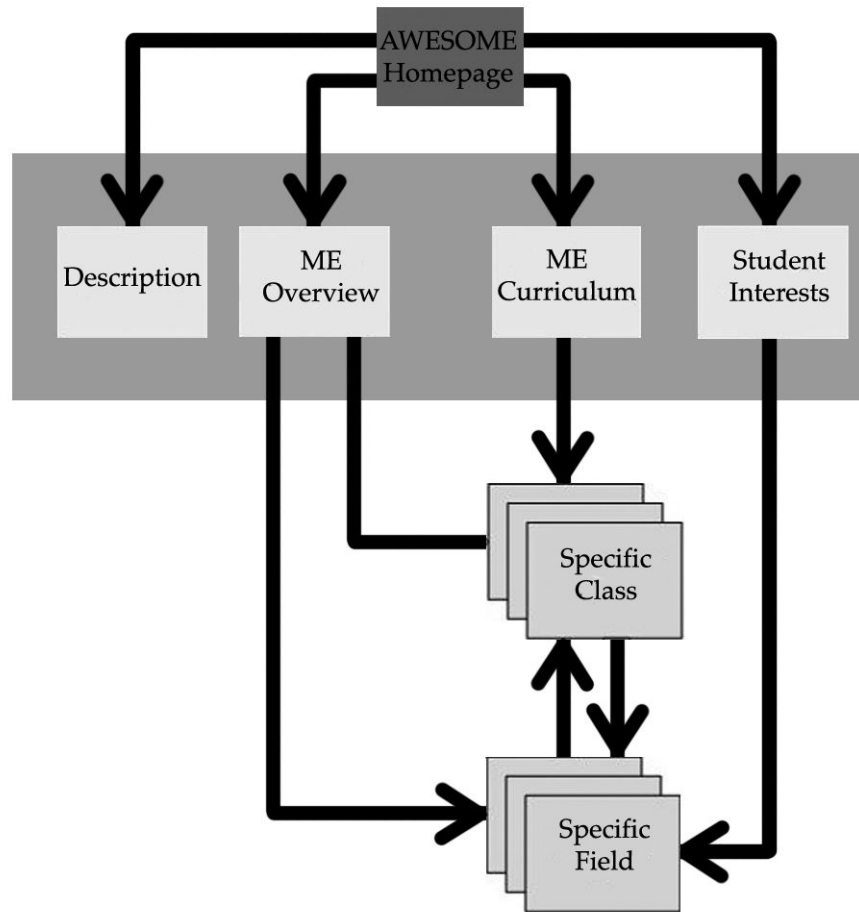 AWESOME
Homepage
Description
ME
Overview
ME
Curriculum
Student
Interests
Specific
Class
Specific
Field